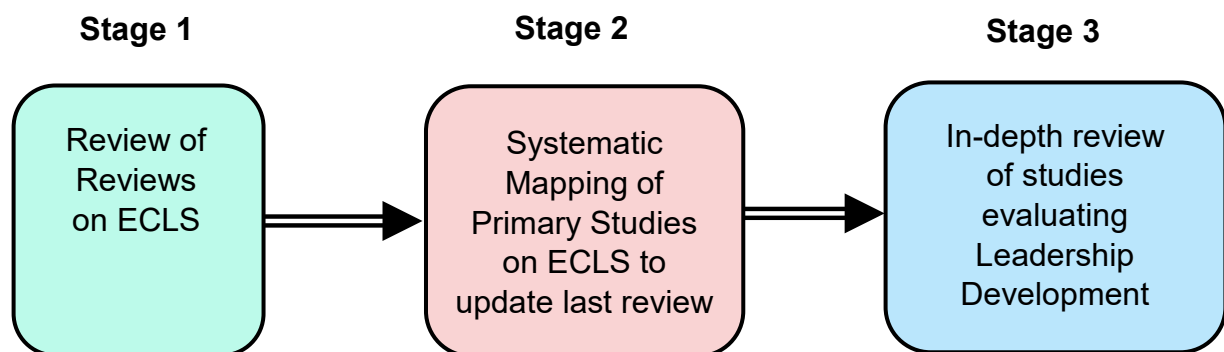 Stage 1
Stage 2
Stage 3
Review of
Reviews
on ECLS
Systematic
Mapping of
Primary Studies
on ECLS to
update last review
In-depth review
of studies
evaluating
Leadership
Development